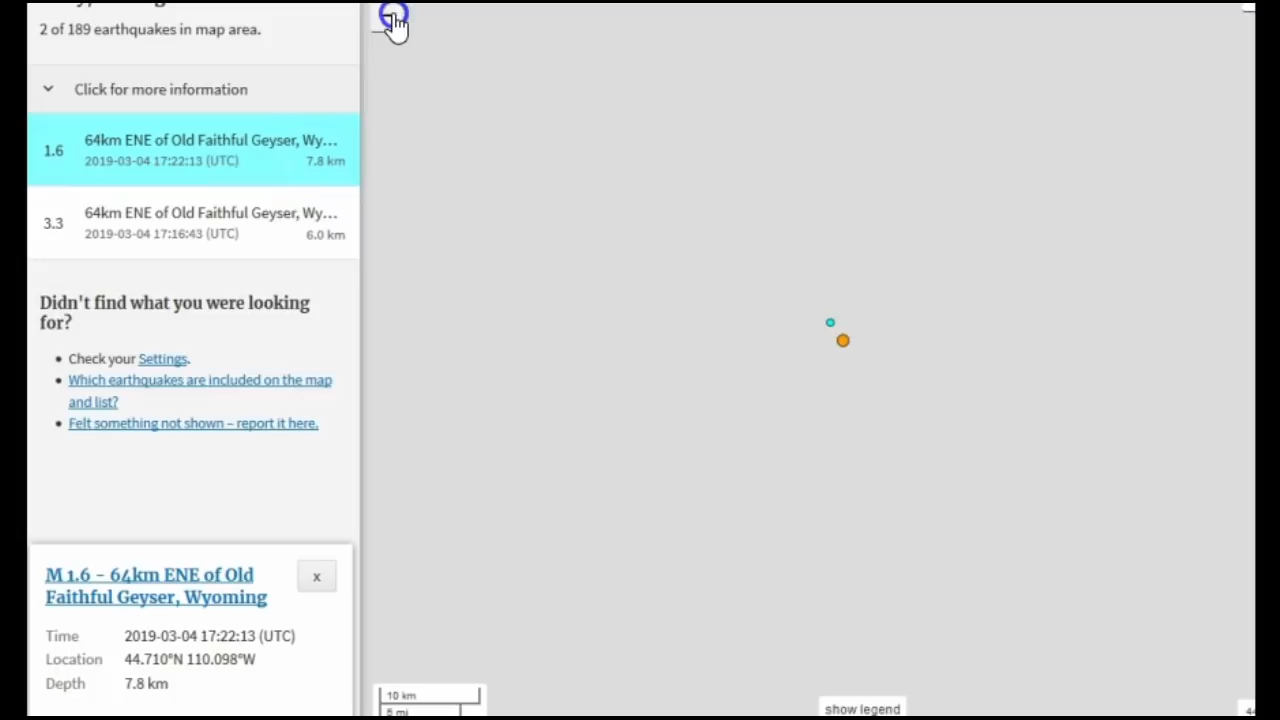 2 of 189 earthquakes in map area.
Click for more information
1.6
64km ENE of Old Faithful Geyser, Wy...
2019-03-04 17:22:13 (UTC)
7.8 km
3.3
64km ENE of Old Faithful Geyser, Wy...
2019-03-04 17:16:43 (UTC)
6.0 km
Didn't find what you were looking
for?
• Check your Settings.
• Which earthquakes are included on the map
and list?
• Felt something not shown – report it here.
M 1.6 - 64km ENE of Old
Faithful Geyser, Wyoming
x
Time 2019-03-04 17:22:13 (UTC)
Location 44.710°N 110.098°W
Depth 7.8 km
10 km
5 mi
show legend